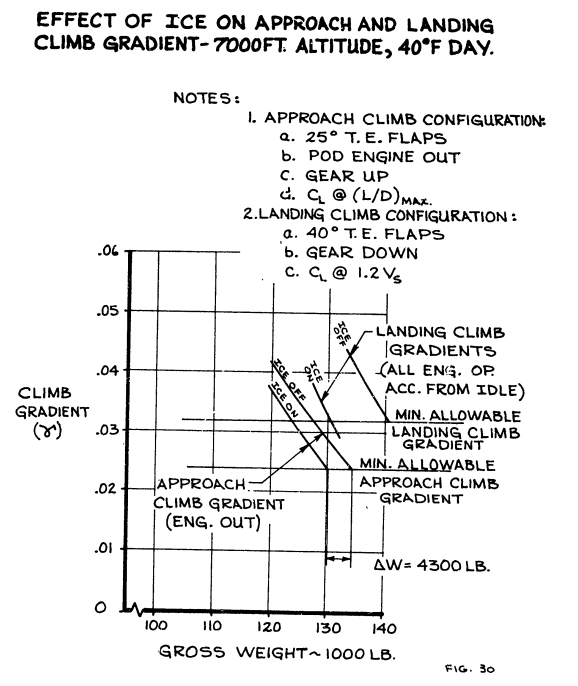 EFFECT OF ICE ON APPROACH AND LANDING
CLIMB GRADIENT - 7000FT. ALTITUDE, 40°F DAY.
NOTES:
1. APPROACH CLIMB CONFIGURATION:
a. 25° T.E. FLAPS
b. POD ENGINE OUT
c. GEAR UP
d. CL @ (L/D)MAX.
2. LANDING CLIMB CONFIGURATION:
a. 40° T.E. FLAPS
b. GEAR DOWN
c. CL @ 1.2 VS
.06
.05
.04
.03
.02
.01
0
CLIMB
GRADIENT
(γ)
ICE OFF
ICE ON
ICE
ON
ICE
OFF
LANDING CLIMB
GRADIENTS
(ALL ENG. OP.
ACC. FROM IDLE)
MIN. ALLOWABLE
LANDING CLIMB
GRADIENT
MIN. ALLOWABLE
APPROACH CLIMB
GRADIENT
APPROACH
CLIMB GRADIENT
(ENG. OUT)
ΔW = 4300 LB.
100 110 120 130 140
GROSS WEIGHT ~ 1000 LB.
FIG. 30